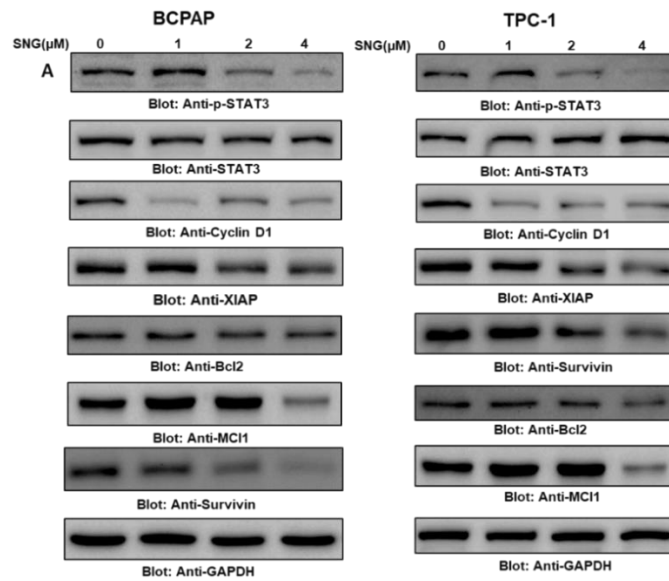 BCPAP
SNG(µM) 0 1 2 4
A
Blot: Anti-p-STAT3
Blot: Anti-STAT3
Blot: Anti-Cyclin D1
Blot: Anti-XIAP
Blot: Anti-Bcl2
Blot: Anti-MCl1
Blot: Anti-Survivin
Blot: Anti-GAPDH
TPC-1
SNG(µM) 0 1 2 4
Blot: Anti-p-STAT3
Blot: Anti-STAT3
Blot: Anti-Cyclin D1
Blot: Anti-XIAP
Blot: Anti-Survivin
Blot: Anti-Bcl2
Blot: Anti-MCl1
Blot: Anti-GAPDH